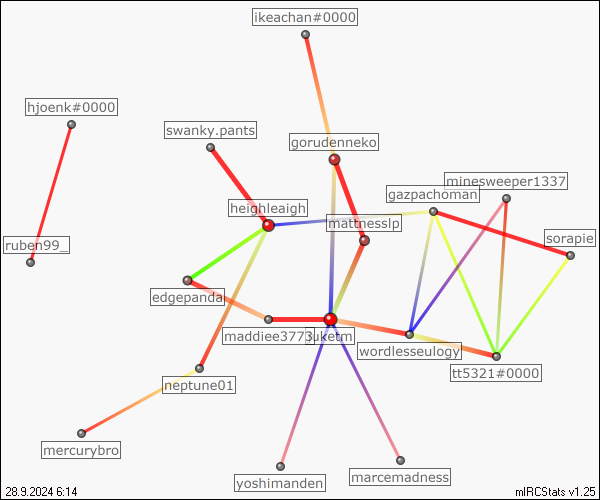 ikeachan#0000
hjoenk#0000
swanky.pants
gorudenneko
minesweeper1337
gazpachoman
heighleaigh
mattnesslp
sorapie
ruben99_
edgepanda
maddiee3773
wordlesseulogy
tt5321#0000
neptune01
mercurybro
yoshimanden
marcemadness
28.9.2024 6:14
mIRCStats v1.25